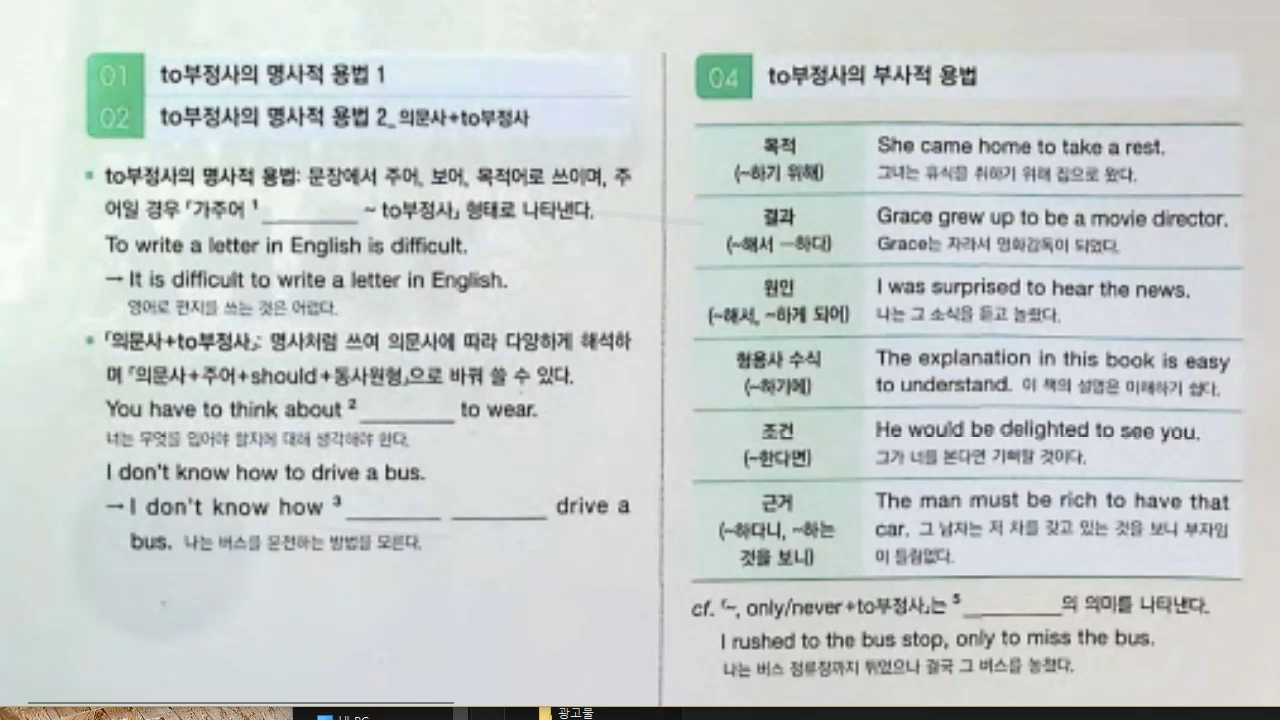 01 to부정사의 명사적 용법 1
02 to부정사의 명사적 용법 2_ 의문사+to부정사
to부정사의 명사적 용법: 문장에서 주어, 보어, 목적어로 쓰이며, 주
어일 경우 「가주어 1 ________ ~ to부정사」 형태로 나타낸다.
To write a letter in English is difficult.
→ It is difficult to write a letter in English.
영어로 편지를 쓰는 것은 어렵다.
「의문사+to부정사」: 명사처럼 쓰여 의문사에 따라 다양하게 해석하
며 「의문사+주어+should+동사원형」으로 바꿔 쓸 수 있다.
You have to think about 2 ________ to wear.
너는 무엇을 입어야 할지에 대해 생각해야 한다.
I don't know how to drive a bus.
→ I don't know how 3 ________ ________ drive a
bus. 나는 버스를 운전하는 방법을 모른다.
04 to부정사의 부사적 용법
목적
(~하기 위해)
She came home to take a rest.
그녀는 휴식을 취하기 위해 집으로 왔다.
결과
(~해서 …하다)
Grace grew up to be a movie director.
Grace는 자라서 영화감독이 되었다.
원인
(~해서, ~하게 되어)
I was surprised to hear the news.
나는 그 소식을 듣고 놀랐다.
형용사 수식
(~하기에)
The explanation in this book is easy
to understand. 이 책의 설명은 이해하기 쉽다.
조건
(~한다면)
He would be delighted to see you.
그가 너를 본다면 기뻐할 것이다.
근거
(~하다니, ~하는
것을 보니)
The man must be rich to have that
car. 그 남자는 저 차를 갖고 있는 것을 보니 부자임
이 틀림없다.
cf. 「~, only/never+to부정사」는 5 ________의 의미를 나타낸다.
I rushed to the bus stop, only to miss the bus.
나는 버스 정류장까지 뛰었으나 결국 그 버스를 놓쳤다.
내 PC
광고물